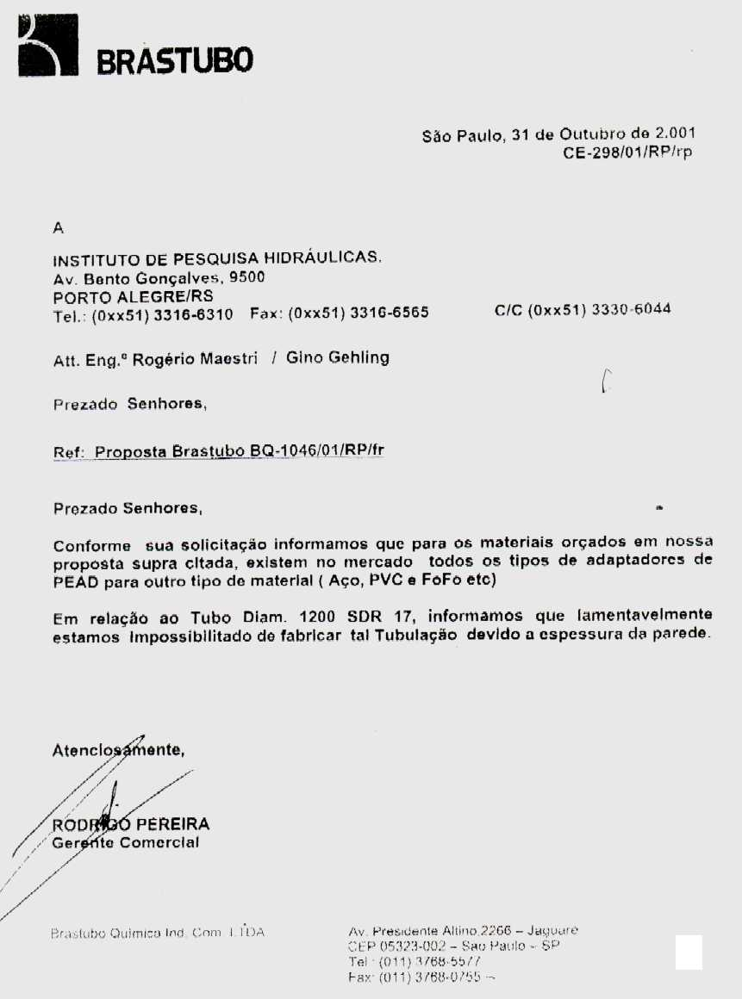 BRASTUBO
São Paulo, 31 de Outubro de 2.001
CE-298/01/RP/rp
A
INSTITUTO DE PESQUISA HIDRÁULICAS.
Av. Bento Gonçalves, 9500
PORTO ALEGRE/RS
Tel.: (0xx51) 3316-6310 Fax: (0xx51) 3316-6565 C/C (0xx51) 3330-6044
Att. Eng.º Rogério Maestri / Gino Gehling
Prezado Senhores,
Ref: Proposta Brastubo BQ-1046/01/RP/fr
Prezado Senhores,
Conforme sua solicitação informamos que para os materiais orçados em nossa
proposta supra citada, existem no mercado todos os tipos de adaptadores de
PEAD para outro tipo de material ( Aço, PVC e FoFo etc)
Em relação ao Tubo Diam. 1200 SDR 17, informamos que lamentavelmente
estamos Impossibilitado de fabricar tal Tubulação devido a espessura da parede.
Atenciosamente,
RODRIGO PEREIRA
Gerente Comercial
Brastubo Química Ind. Com. LTDA
Av. Presidente Altino,2266 – Jaguaré
CEP 05323-002 – São Paulo – SP
Tel.: (011) 3768-5577
Fax: (011) 3768-0755 –